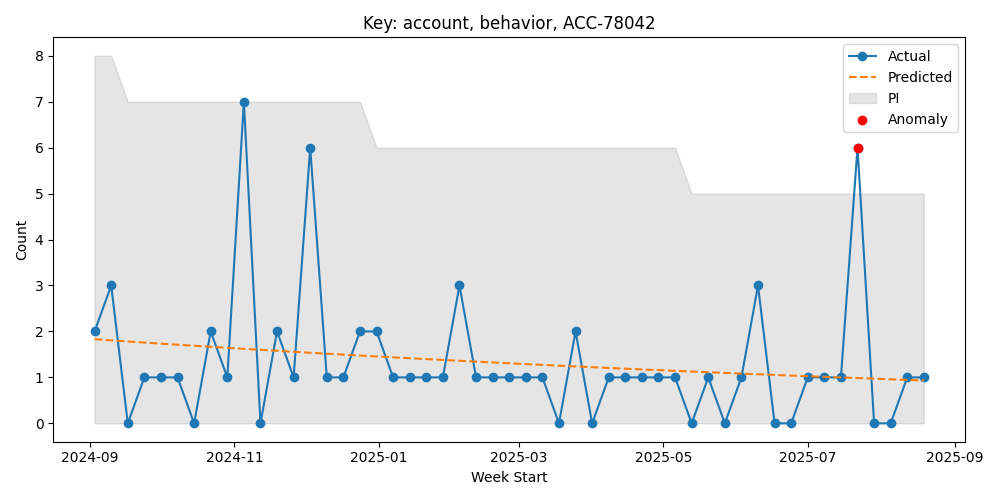 Key: account, behavior, ACC-78042
Count
8
7
6
5
4
3
2
1
0
Actual
Predicted
PI
Anomaly
2024-09
2024-11
2025-01
2025-03
2025-05
2025-07
2025-09
Week Start